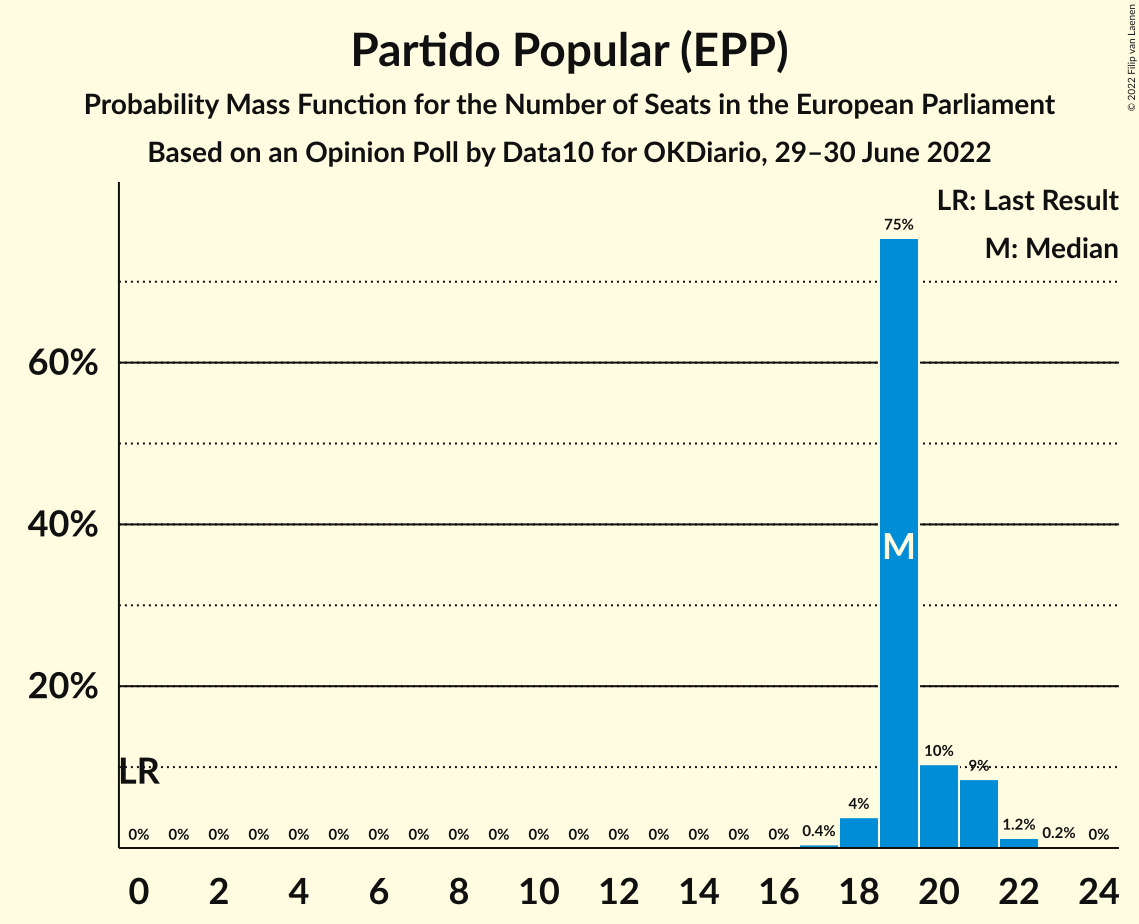 Partido Popular (EPP)
Probability Mass Function for the Number of Seats in the European Parliament
Based on an Opinion Poll by Data10 for OKDiario, 29–30 June 2022
© 2022 Filip van Laenen
LR: Last Result
M: Median
75%
60%
40%
M
20%
LR
10%
9%
4%
0% 0% 0% 0% 0% 0% 0% 0% 0% 0% 0% 0% 0% 0% 0% 0% 0% 0.4% 1.2% 0.2% 0%
0 2 4 6 8 10 12 14 16 18 20 22 24